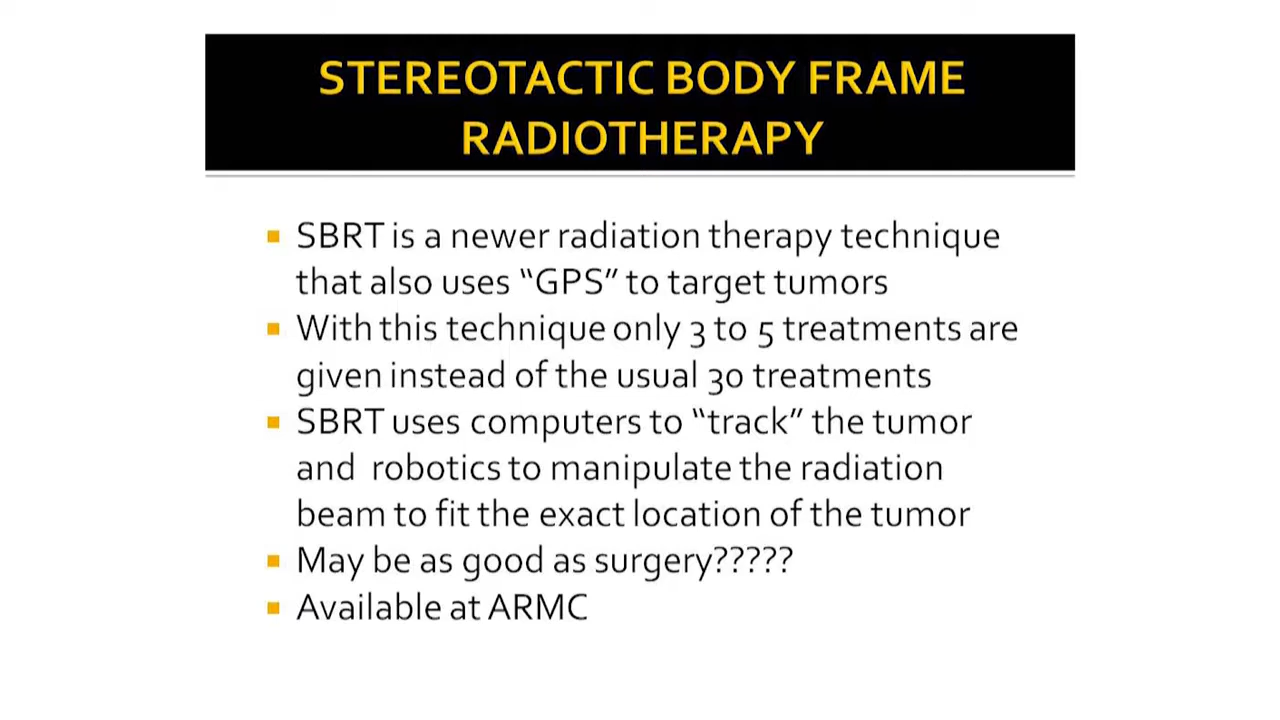 STEREOTACTIC BODY FRAME
RADIOTHERAPY
SBRT is a newer radiation therapy technique
that also uses “GPS” to target tumors
With this technique only 3 to 5 treatments are
given instead of the usual 30 treatments
SBRT uses computers to “track” the tumor
and robotics to manipulate the radiation
beam to fit the exact location of the tumor
May be as good as surgery?????
Available at ARMC